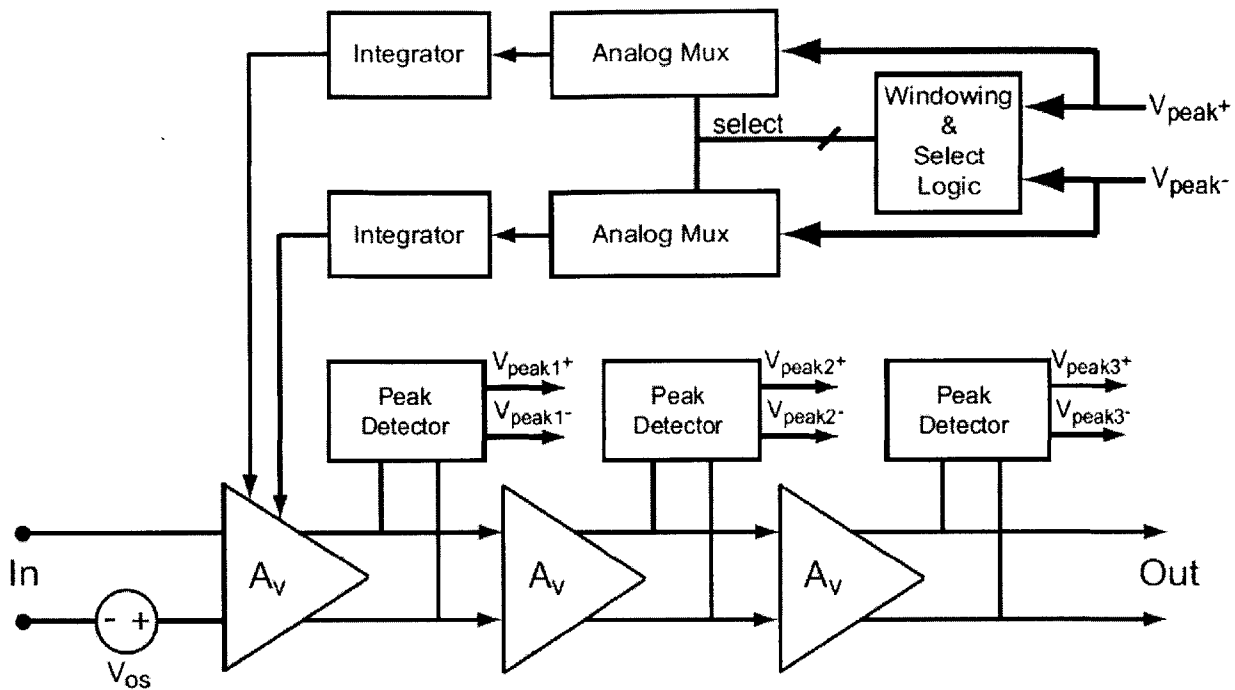 Integrator
Analog Mux
Windowing
&
Select
Logic
Vpeak+
Vpeak-
select
Integrator
Analog Mux
Peak
Detector
Vpeak1+
Vpeak1-
Peak
Detector
Vpeak2+
Vpeak2-
Peak
Detector
Vpeak3+
Vpeak3-
In
- +
Vos
Av
Av
Av
Out